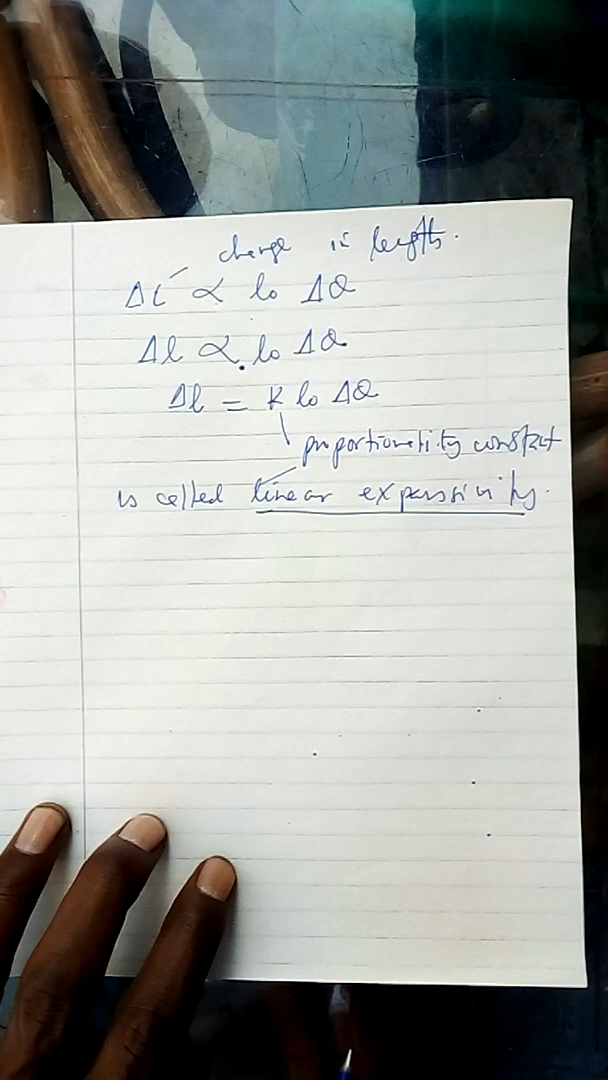 change in length.
Δl ∝ lo Δθ
Δl ∝ lo Δθ
Δl = K lo Δθ
proportionality constant
is called linear expansivity.